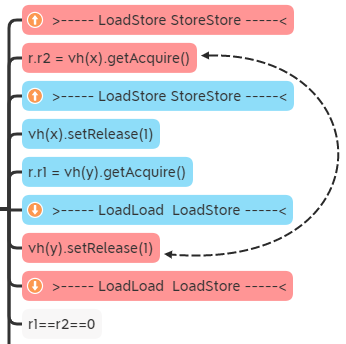 >----- LoadStore StoreStore -----<
r.r2 = vh(x).getAcquire()
>----- LoadStore StoreStore -----<
vh(x).setRelease(1)
r.r1 = vh(y).getAcquire()
>----- LoadLoad  LoadStore -----<
vh(y).setRelease(1)
>----- LoadLoad  LoadStore -----<
r1==r2==0